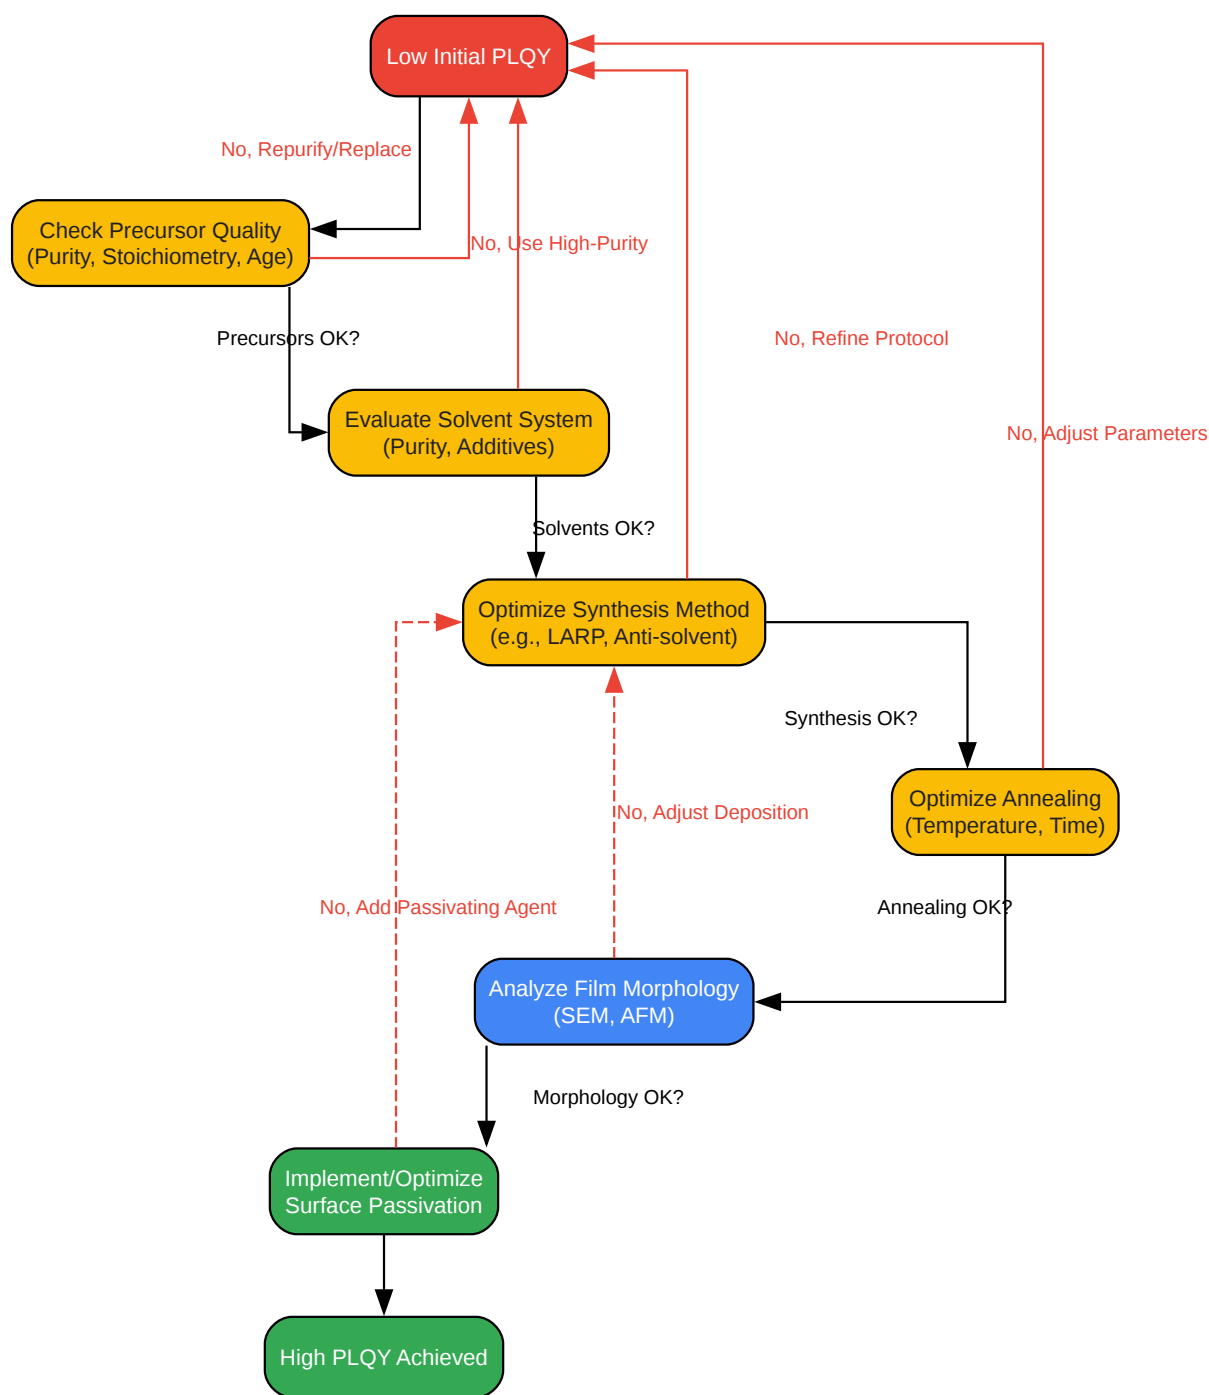 Low Initial PLQY
No, Repurify/Replace
Check Precursor Quality
(Purity, Stoichiometry, Age)
No, Use High-Purity
Precursors OK?
No, Refine Protocol
Evaluate Solvent System
(Purity, Additives)
No, Adjust Parameters
Solvents OK?
Optimize Synthesis Method
(e.g., LARP, Anti-solvent)
Synthesis OK?
Optimize Annealing
(Temperature, Time)
No, Adjust Deposition
No, Add Passivating Agent
Annealing OK?
Analyze Film Morphology
(SEM, AFM)
Morphology OK?
Implement/Optimize
Surface Passivation
High PLQY Achieved